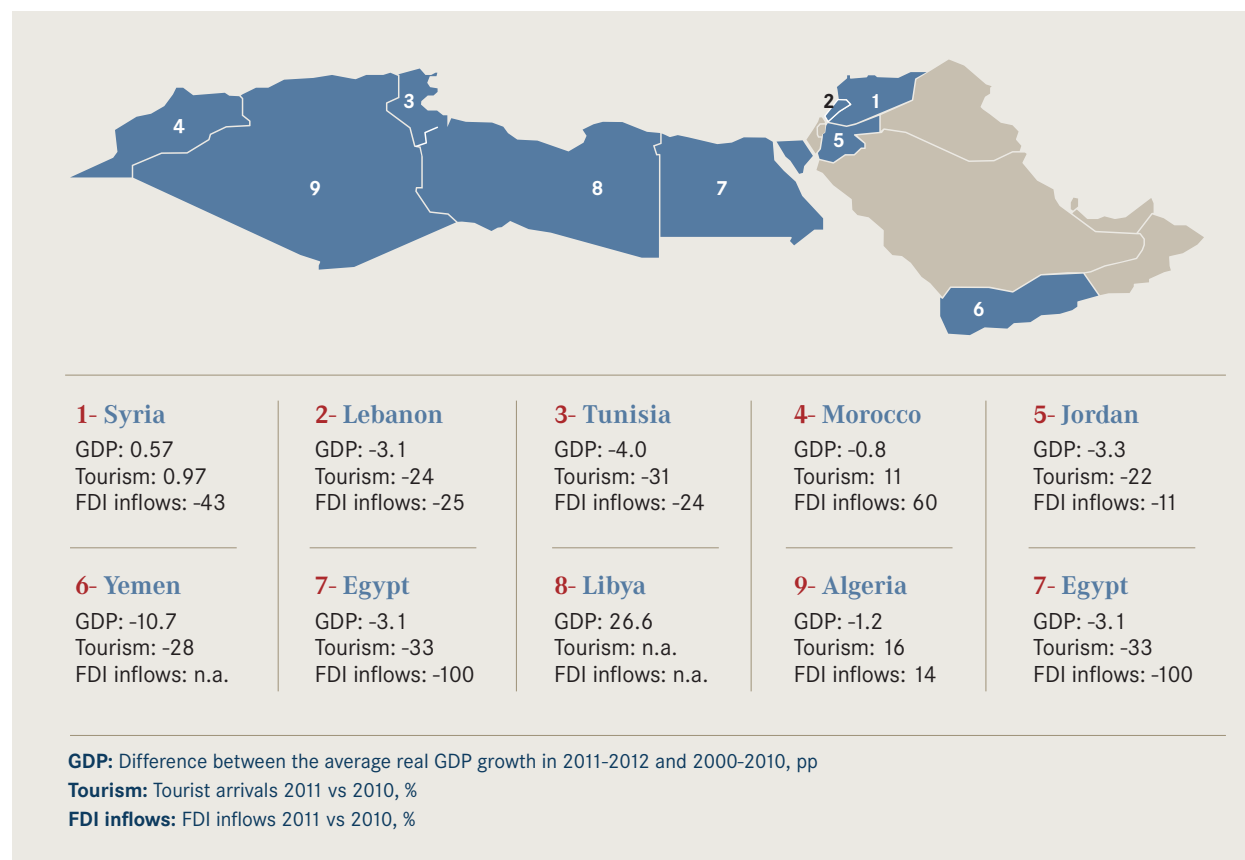 3
2
1
4
5
9
8
7
6
1- Syria
GDP: 0.57
Tourism: 0.97
FDI inflows: -43
2- Lebanon
GDP: -3.1
Tourism: -24
FDI inflows: -25
3- Tunisia
GDP: -4.0
Tourism: -31
FDI inflows: -24
4- Morocco
GDP: -0.8
Tourism: 11
FDI inflows: 60
5- Jordan
GDP: -3.3
Tourism: -22
FDI inflows: -11
6- Yemen
GDP: -10.7
Tourism: -28
FDI inflows: n.a.
7- Egypt
GDP: -3.1
Tourism: -33
FDI inflows: -100
8- Libya
GDP: 26.6
Tourism: n.a.
FDI inflows: n.a.
9- Algeria
GDP: -1.2
Tourism: 16
FDI inflows: 14
7- Egypt
GDP: -3.1
Tourism: -33
FDI inflows: -100
GDP: Difference between the average real GDP growth in 2011-2012 and 2000-2010, pp
Tourism: Tourist arrivals 2011 vs 2010, %
FDI inflows: FDI inflows 2011 vs 2010, %